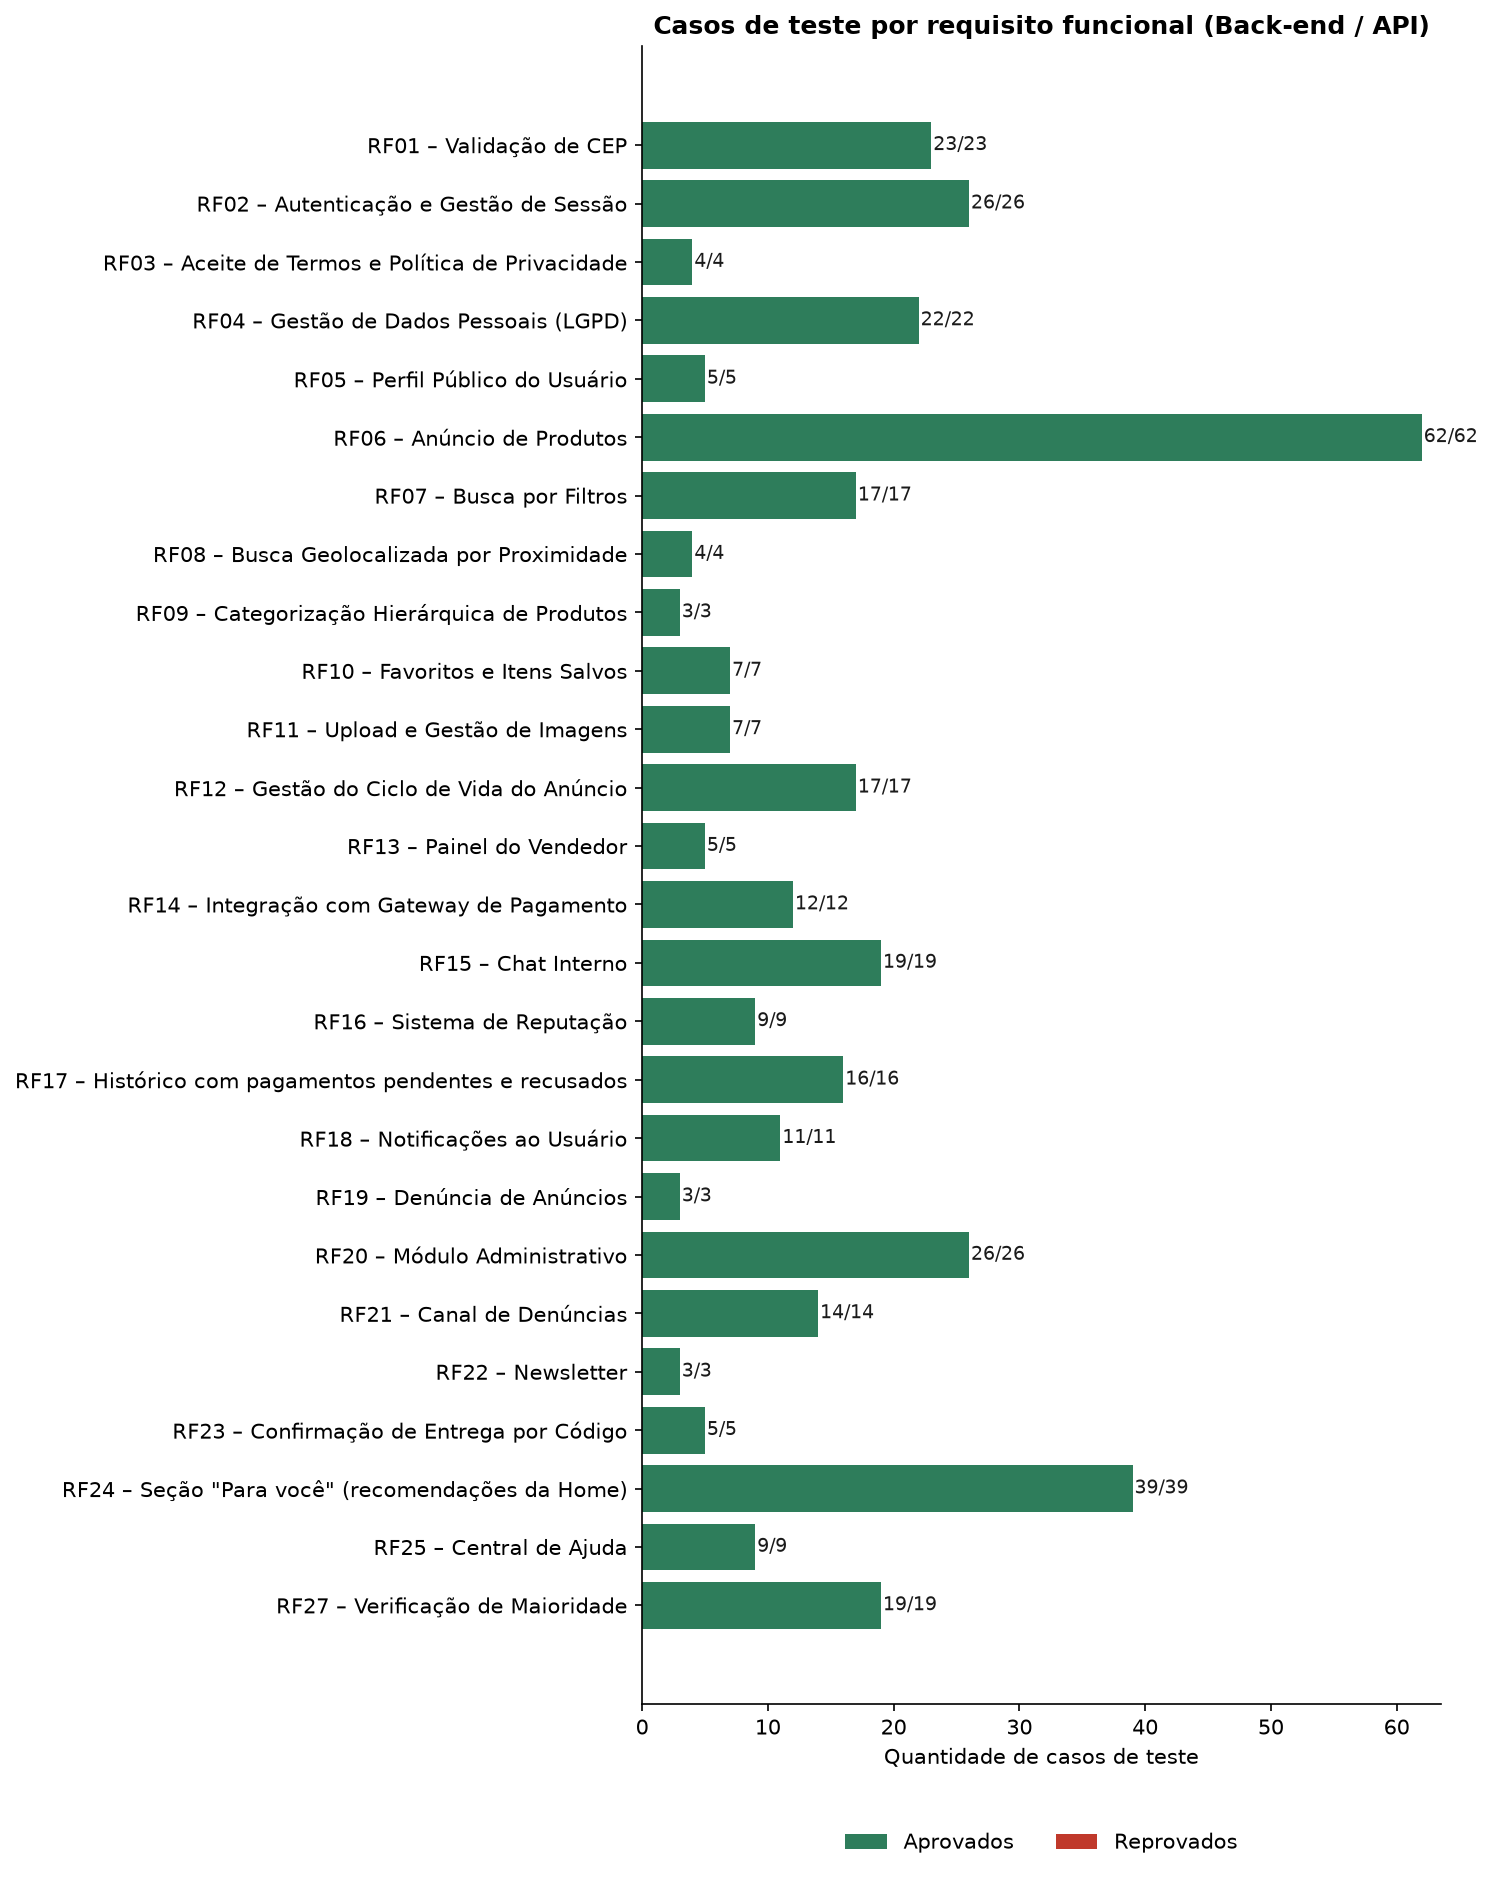 Casos de teste por requisito funcional (Back-end / API)
RF01 – Validação de CEP 23/23
RF02 – Autenticação e Gestão de Sessão 26/26
RF03 – Aceite de Termos e Política de Privacidade 4/4
RF04 – Gestão de Dados Pessoais (LGPD) 22/22
RF05 – Perfil Público do Usuário 5/5
RF06 – Anúncio de Produtos 62/62
RF07 – Busca por Filtros 17/17
RF08 – Busca Geolocalizada por Proximidade 4/4
RF09 – Categorização Hierárquica de Produtos 3/3
RF10 – Favoritos e Itens Salvos 7/7
RF11 – Upload e Gestão de Imagens 7/7
RF12 – Gestão do Ciclo de Vida do Anúncio 17/17
RF13 – Painel do Vendedor 5/5
RF14 – Integração com Gateway de Pagamento 12/12
RF15 – Chat Interno 19/19
RF16 – Sistema de Reputação 9/9
RF17 – Histórico com pagamentos pendentes e recusados 16/16
RF18 – Notificações ao Usuário 11/11
RF19 – Denúncia de Anúncios 3/3
RF20 – Módulo Administrativo 26/26
RF21 – Canal de Denúncias 14/14
RF22 – Newsletter 3/3
RF23 – Confirmação de Entrega por Código 5/5
RF24 – Seção "Para você" (recomendações da Home) 39/39
RF25 – Central de Ajuda 9/9
RF27 – Verificação de Maioridade 19/19
0 10 20 30 40 50 60
Quantidade de casos de teste
Aprovados Reprovados